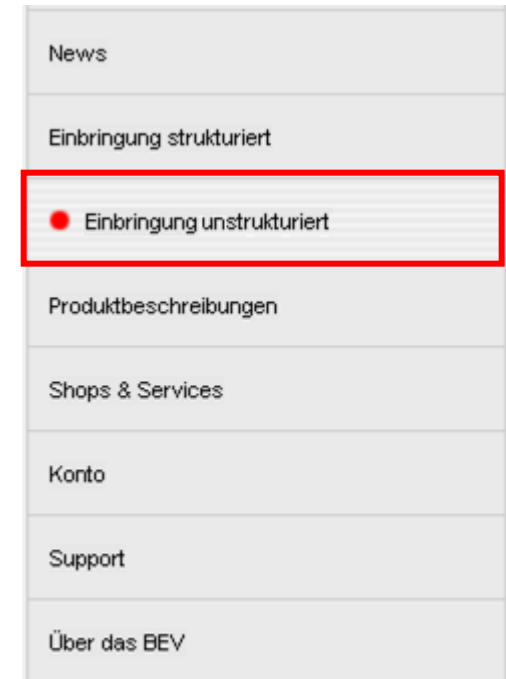 News
Einbringung strukturiert
Einbringung unstrukturiert
Produktbeschreibungen
Shops & Services
Konto
Support
Über das BEV